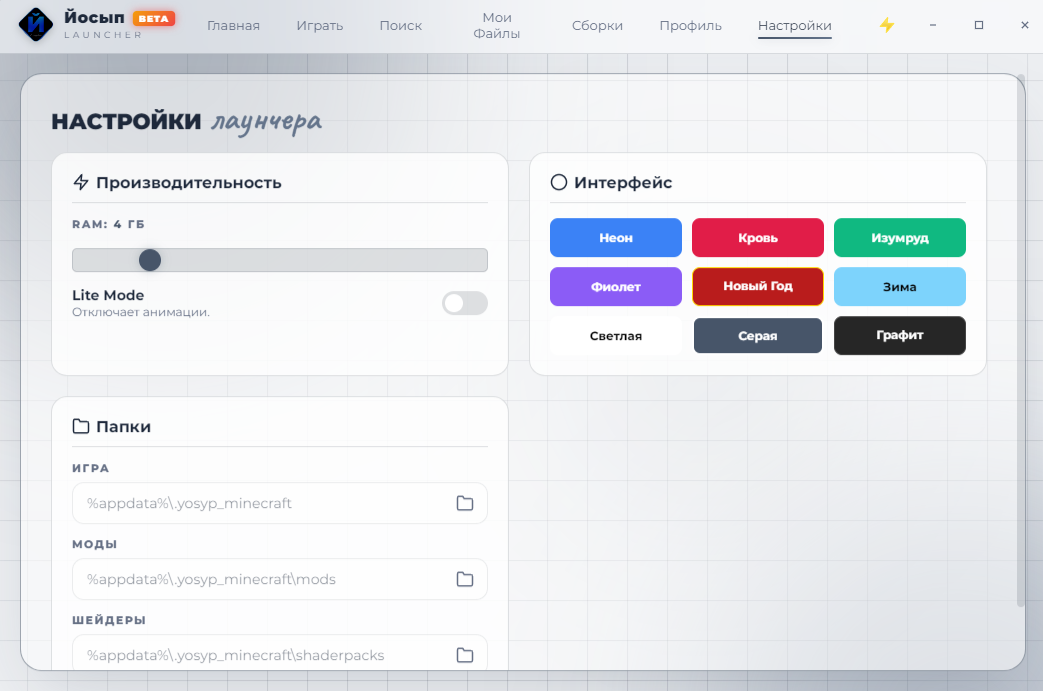 Йосып BETA
LAUNCHER
Главная
Играть
Поиск
Мои
Файлы
Сборки
Профиль
Настройки
НАСТРОЙКИ лаунчера
Производительность
RAM: 4 ГБ
Lite Mode
Отключает анимации.
Интерфейс
Неон
Кровь
Изумруд
Фиолет
Новый Год
Зима
Светлая
Серая
Графит
Папки
ИГРА
%appdata%\.yosyp_minecraft
МОДЫ
%appdata%\.yosyp_minecraft\mods
ШЕЙДЕРЫ
%appdata%\.yosyp_minecraft\shaderpacks